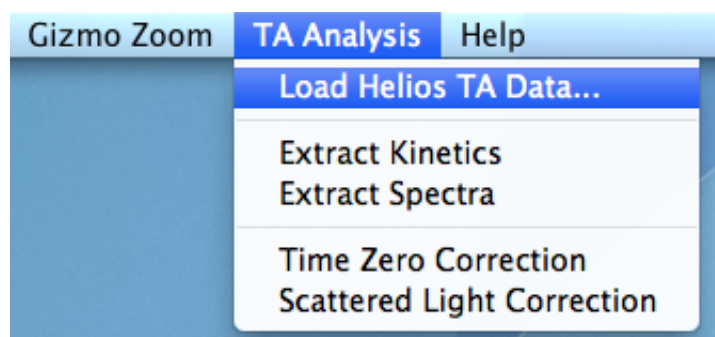 Gizmo Zoom TA Analysis Help
Load Helios TA Data...
Extract Kinetics
Extract Spectra
Time Zero Correction
Scattered Light Correction